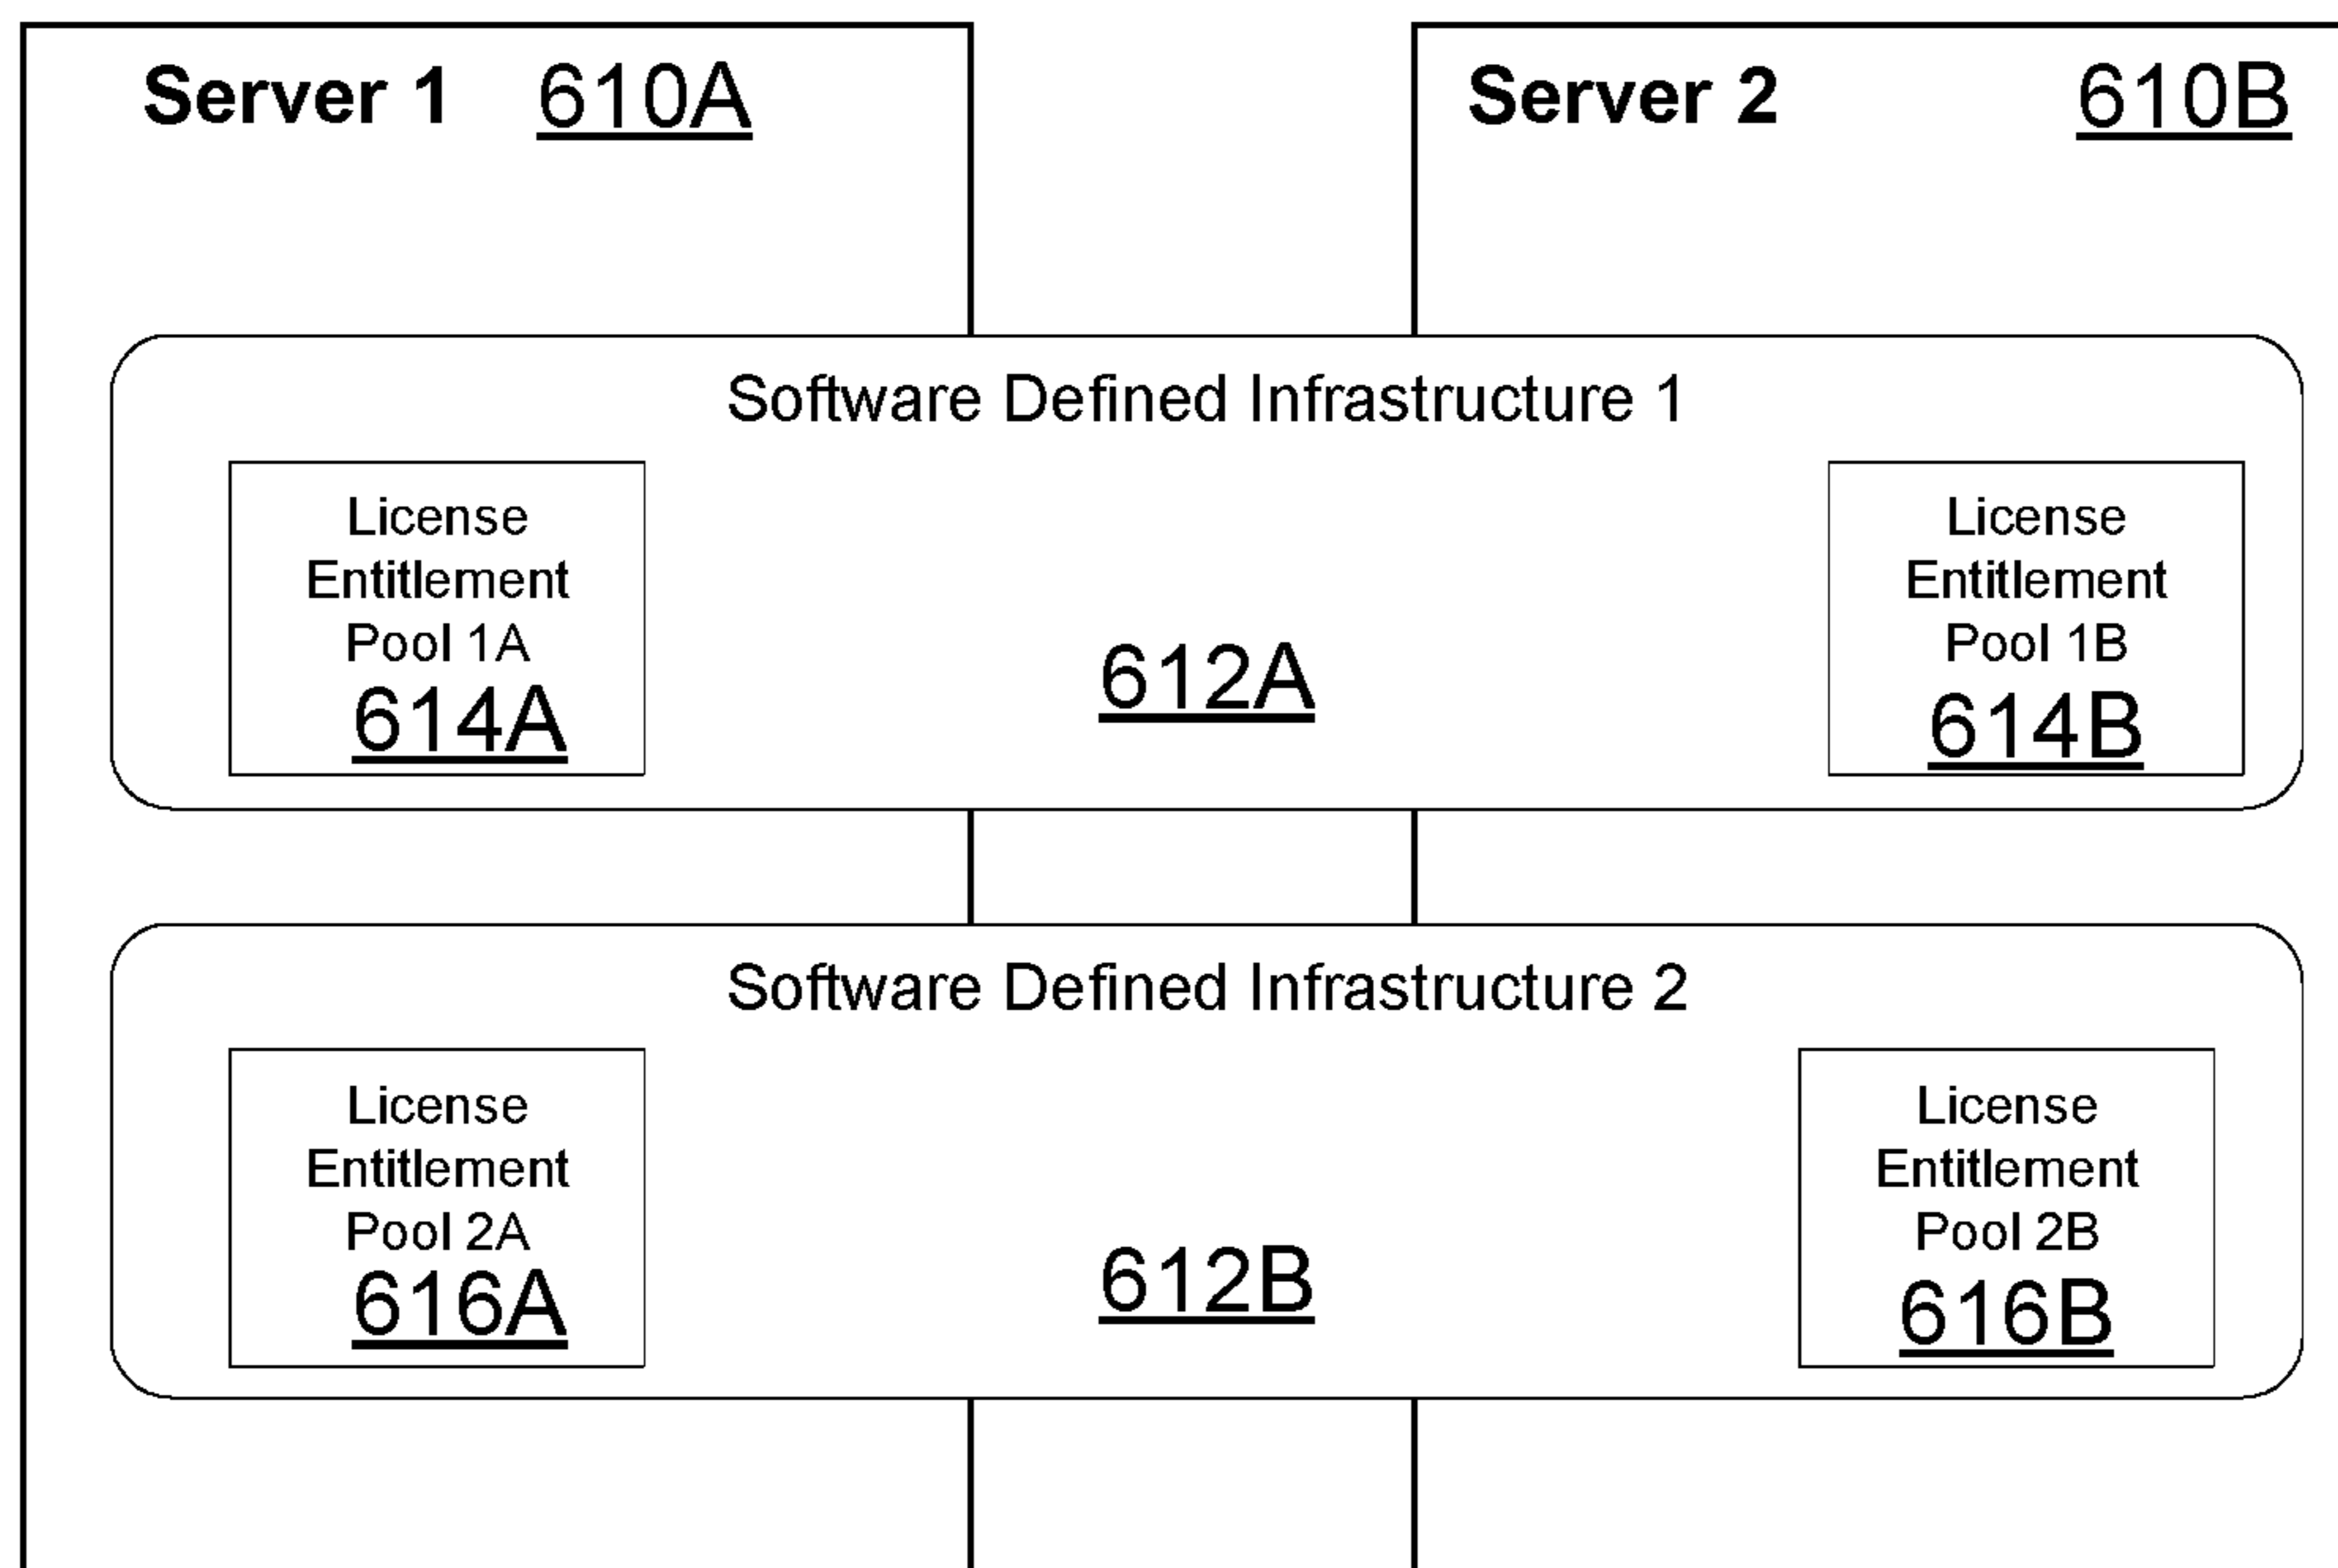 Server 1 610A
Server 2 610B
Software Defined Infrastructure 1
License
Entitlement
Pool 1A
614A
612A
License
Entitlement
Pool 1B
614B
Software Defined Infrastructure 2
License
Entitlement
Pool 2A
616A
612B
License
Entitlement
Pool 2B
616B